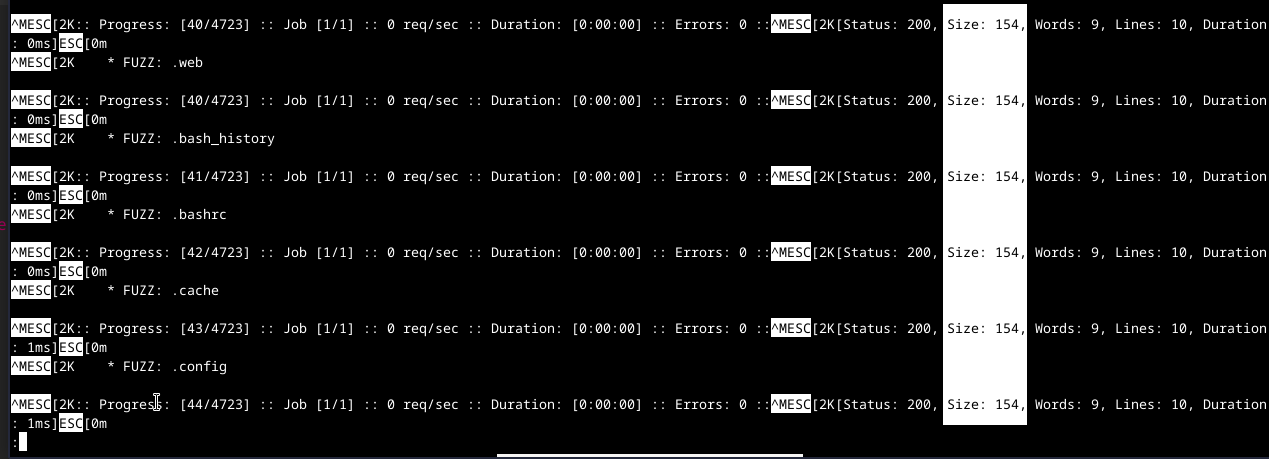 ^MESC[2K:: Progress: [40/4723] :: Job [1/1] :: 0 req/sec :: Duration: [0:00:00] :: Errors: 0 ::^MESC[2K[Status: 200, Size: 154, Words: 9, Lines: 10, Duration
: 0ms]ESC[0m
^MESC[2K    * FUZZ: .web
^MESC[2K:: Progress: [40/4723] :: Job [1/1] :: 0 req/sec :: Duration: [0:00:00] :: Errors: 0 ::^MESC[2K[Status: 200, Size: 154, Words: 9, Lines: 10, Duration
: 0ms]ESC[0m
^MESC[2K    * FUZZ: .bash_history
^MESC[2K:: Progress: [41/4723] :: Job [1/1] :: 0 req/sec :: Duration: [0:00:00] :: Errors: 0 ::^MESC[2K[Status: 200, Size: 154, Words: 9, Lines: 10, Duration
: 0ms]ESC[0m
^MESC[2K    * FUZZ: .bashrc
^MESC[2K:: Progress: [42/4723] :: Job [1/1] :: 0 req/sec :: Duration: [0:00:00] :: Errors: 0 ::^MESC[2K[Status: 200, Size: 154, Words: 9, Lines: 10, Duration
: 0ms]ESC[0m
^MESC[2K    * FUZZ: .cache
^MESC[2K:: Progress: [43/4723] :: Job [1/1] :: 0 req/sec :: Duration: [0:00:00] :: Errors: 0 ::^MESC[2K[Status: 200, Size: 154, Words: 9, Lines: 10, Duration
: 1ms]ESC[0m
^MESC[2K    * FUZZ: .config
^MESC[2K:: Progress: [44/4723] :: Job [1/1] :: 0 req/sec :: Duration: [0:00:00] :: Errors: 0 ::^MESC[2K[Status: 200, Size: 154, Words: 9, Lines: 10, Duration
: 1ms]ESC[0m
: